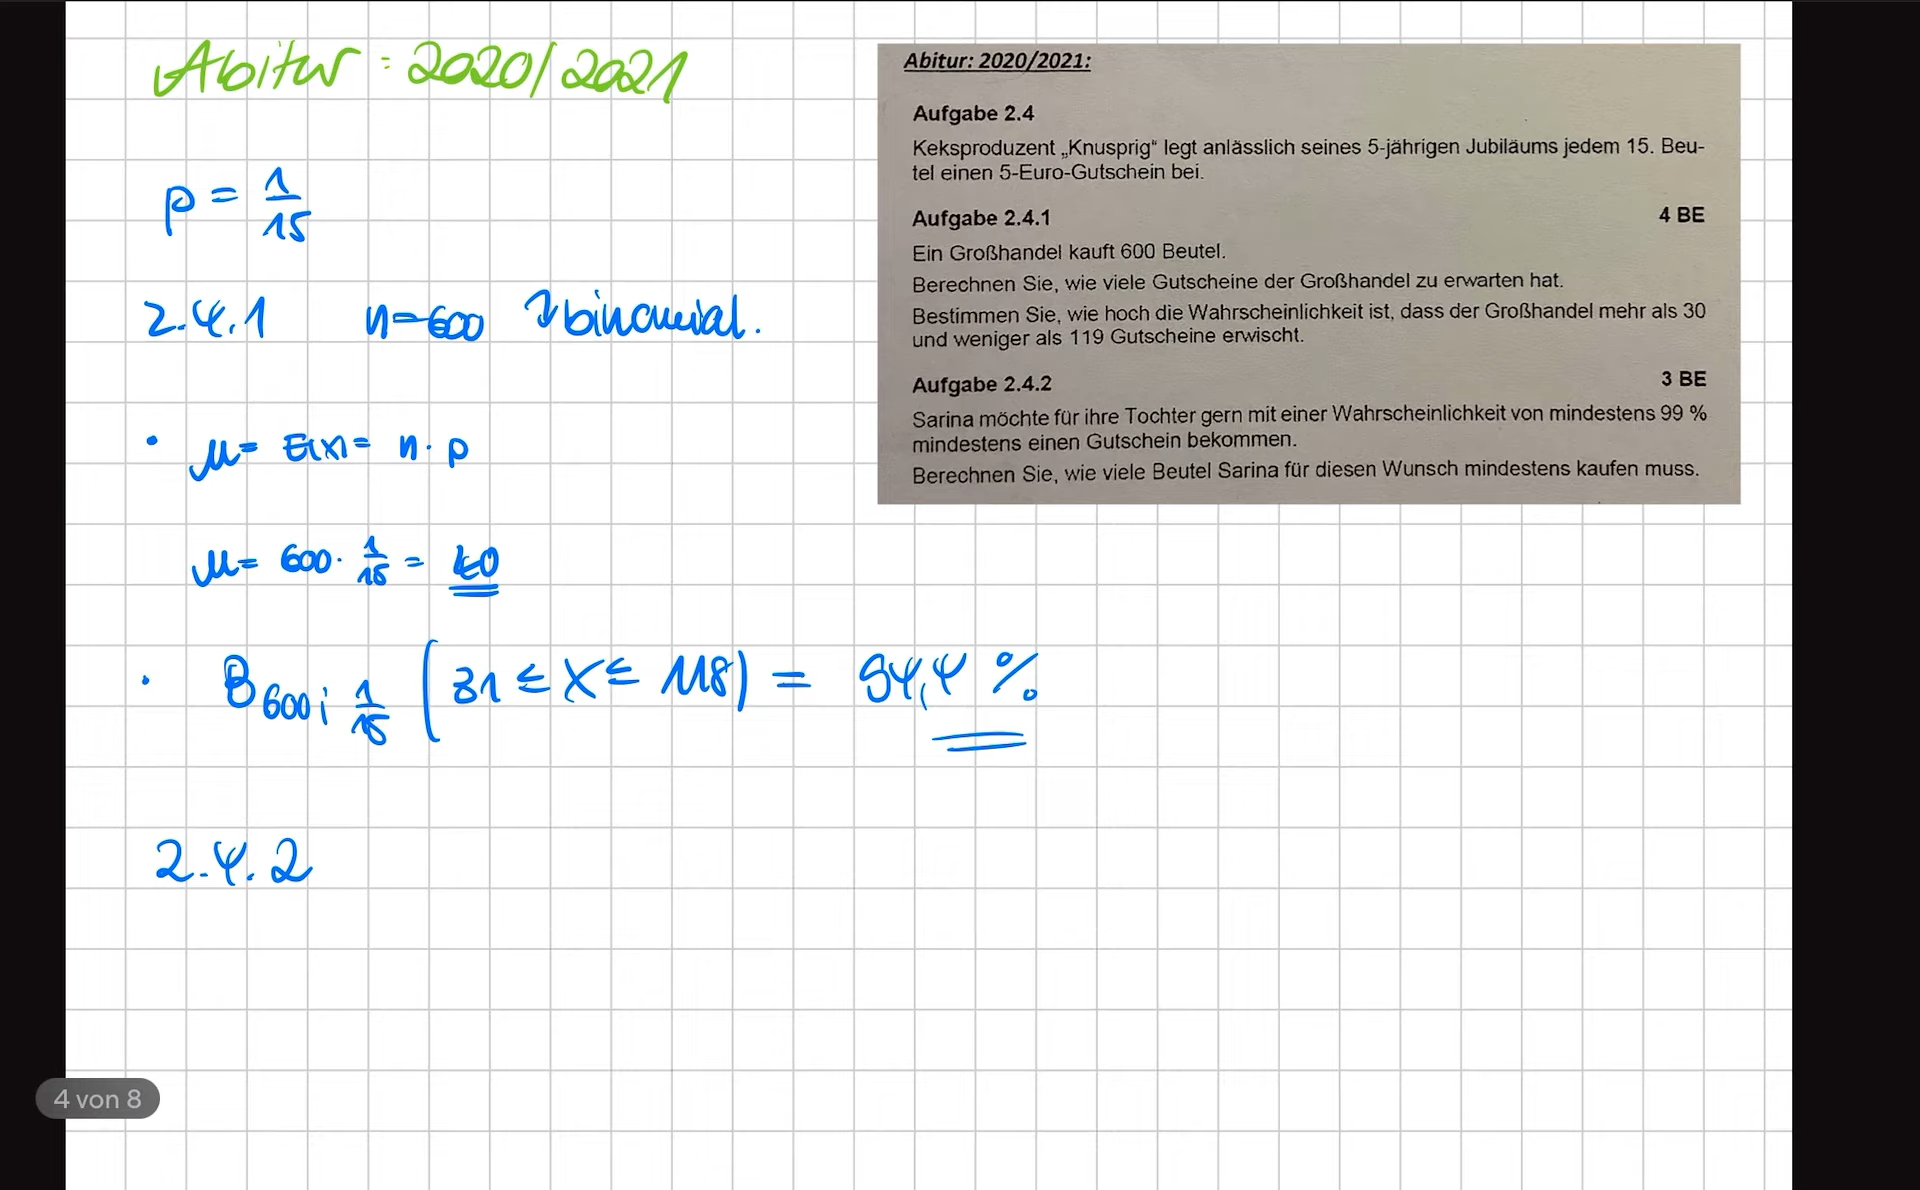 Abitur: 2020/2021
p = 1/15
2.4.1 n=600 binomial.
• μ = E(X) = n · p
μ = 600 · 1/15 = 40
• B600; 1/15 (31 ≤ X ≤ 118) = 94,4 %
2.4.2
Abitur: 2020/2021:
Aufgabe 2.4
Keksproduzent „Knusprig“ legt anlässlich seines 5-jährigen Jubiläums jedem 15. Beu-
tel einen 5-Euro-Gutschein bei.
Aufgabe 2.4.1 4 BE
Ein Großhandel kauft 600 Beutel.
Berechnen Sie, wie viele Gutscheine der Großhandel zu erwarten hat.
Bestimmen Sie, wie hoch die Wahrscheinlichkeit ist, dass der Großhandel mehr als 30
und weniger als 119 Gutscheine erwischt.
Aufgabe 2.4.2 3 BE
Sarina möchte für ihre Tochter gern mit einer Wahrscheinlichkeit von mindestens 99 %
mindestens einen Gutschein bekommen.
Berechnen Sie, wie viele Beutel Sarina für diesen Wunsch mindestens kaufen muss.
4 von 8